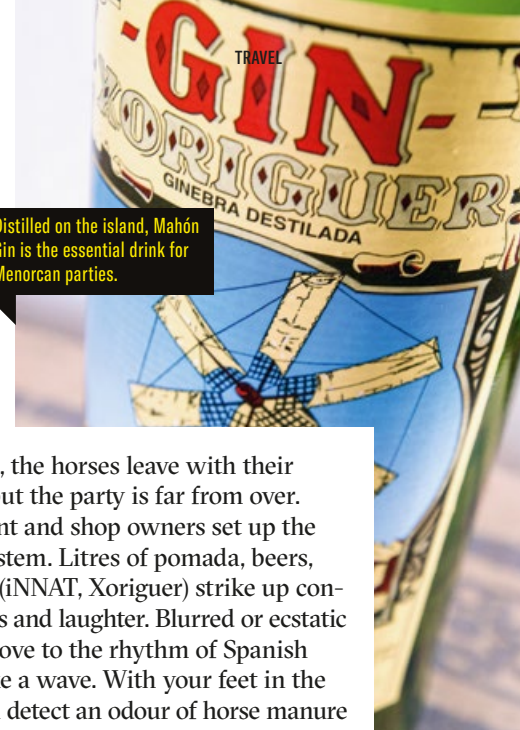 TRAVEL
-GIN-
XORIGUER
GINEBRA DESTILADA
Distilled on the island, Mahón
Gin is the essential drink for
Menorcan parties.
, the horses leave with their
but the party is far from over.
nt and shop owners set up the
stem. Litres of pomada, beers,
(iNNAT, Xoriguer) strike up con-
s and laughter. Blurred or ecstatic
ove to the rhythm of Spanish
e a wave. With your feet in the
detect an odour of horse manure